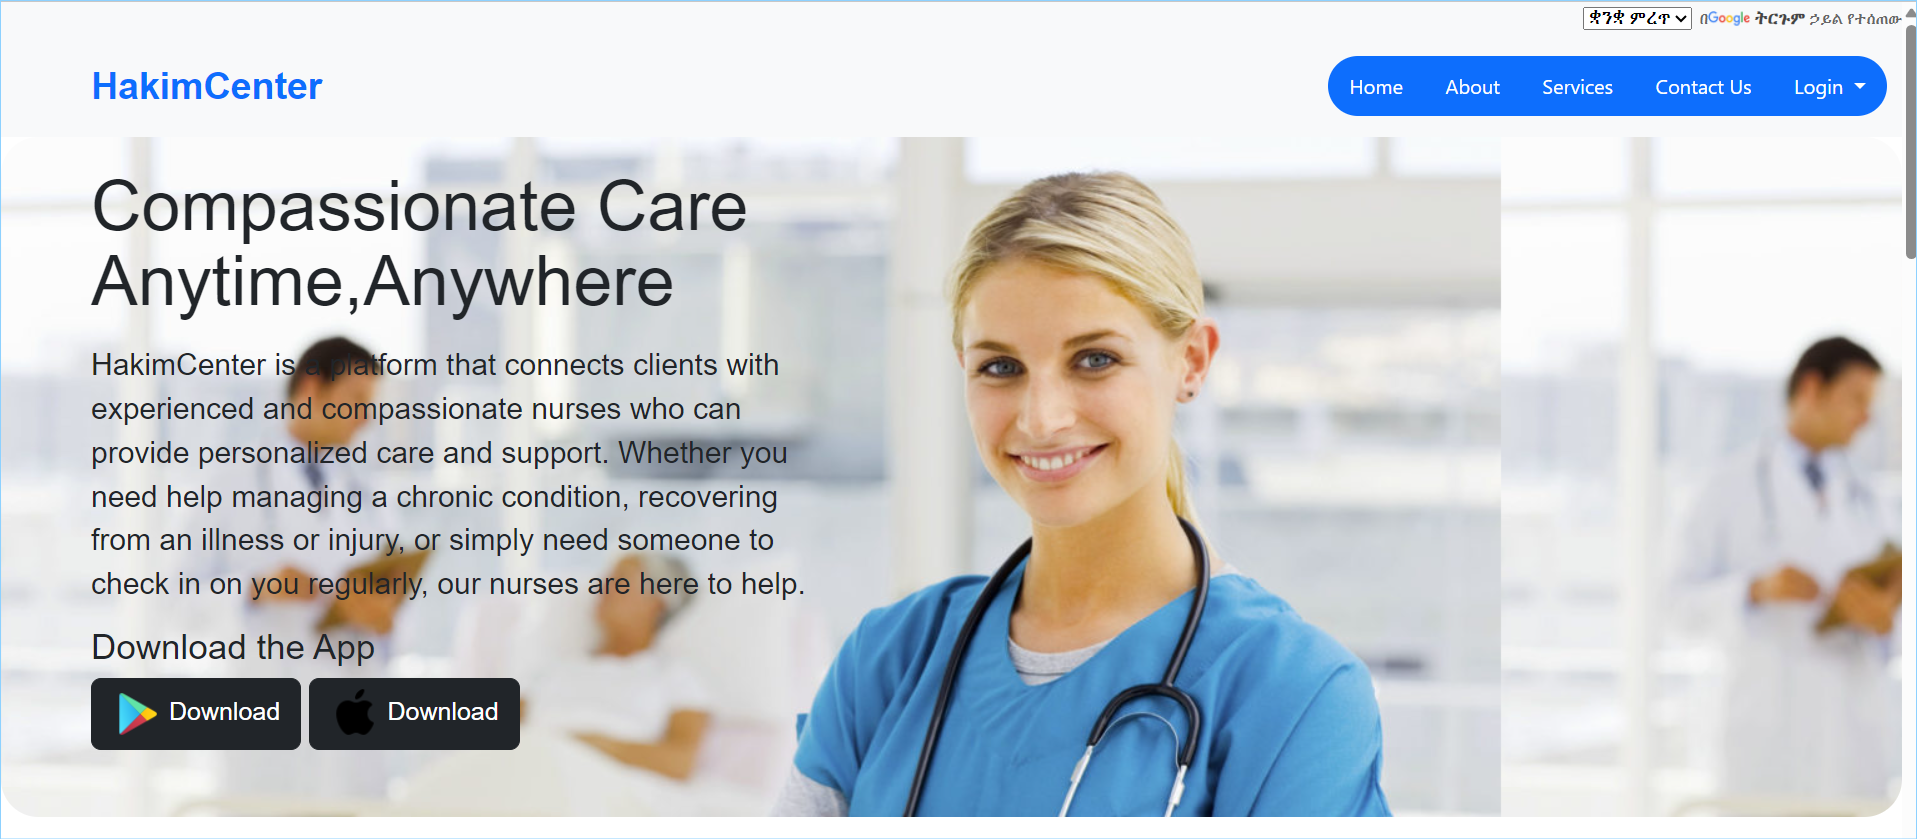 ቋንቋ ምረጥ በGoogle ትርጉም ኃይል የተሰጠው
HakimCenter
Home About Services Contact Us Login
Compassionate Care
Anytime,Anywhere
HakimCenter is a platform that connects clients with
experienced and compassionate nurses who can
provide personalized care and support. Whether you
need help managing a chronic condition, recovering
from an illness or injury, or simply need someone to
check in on you regularly, our nurses are here to help.
Download the App
Download Download